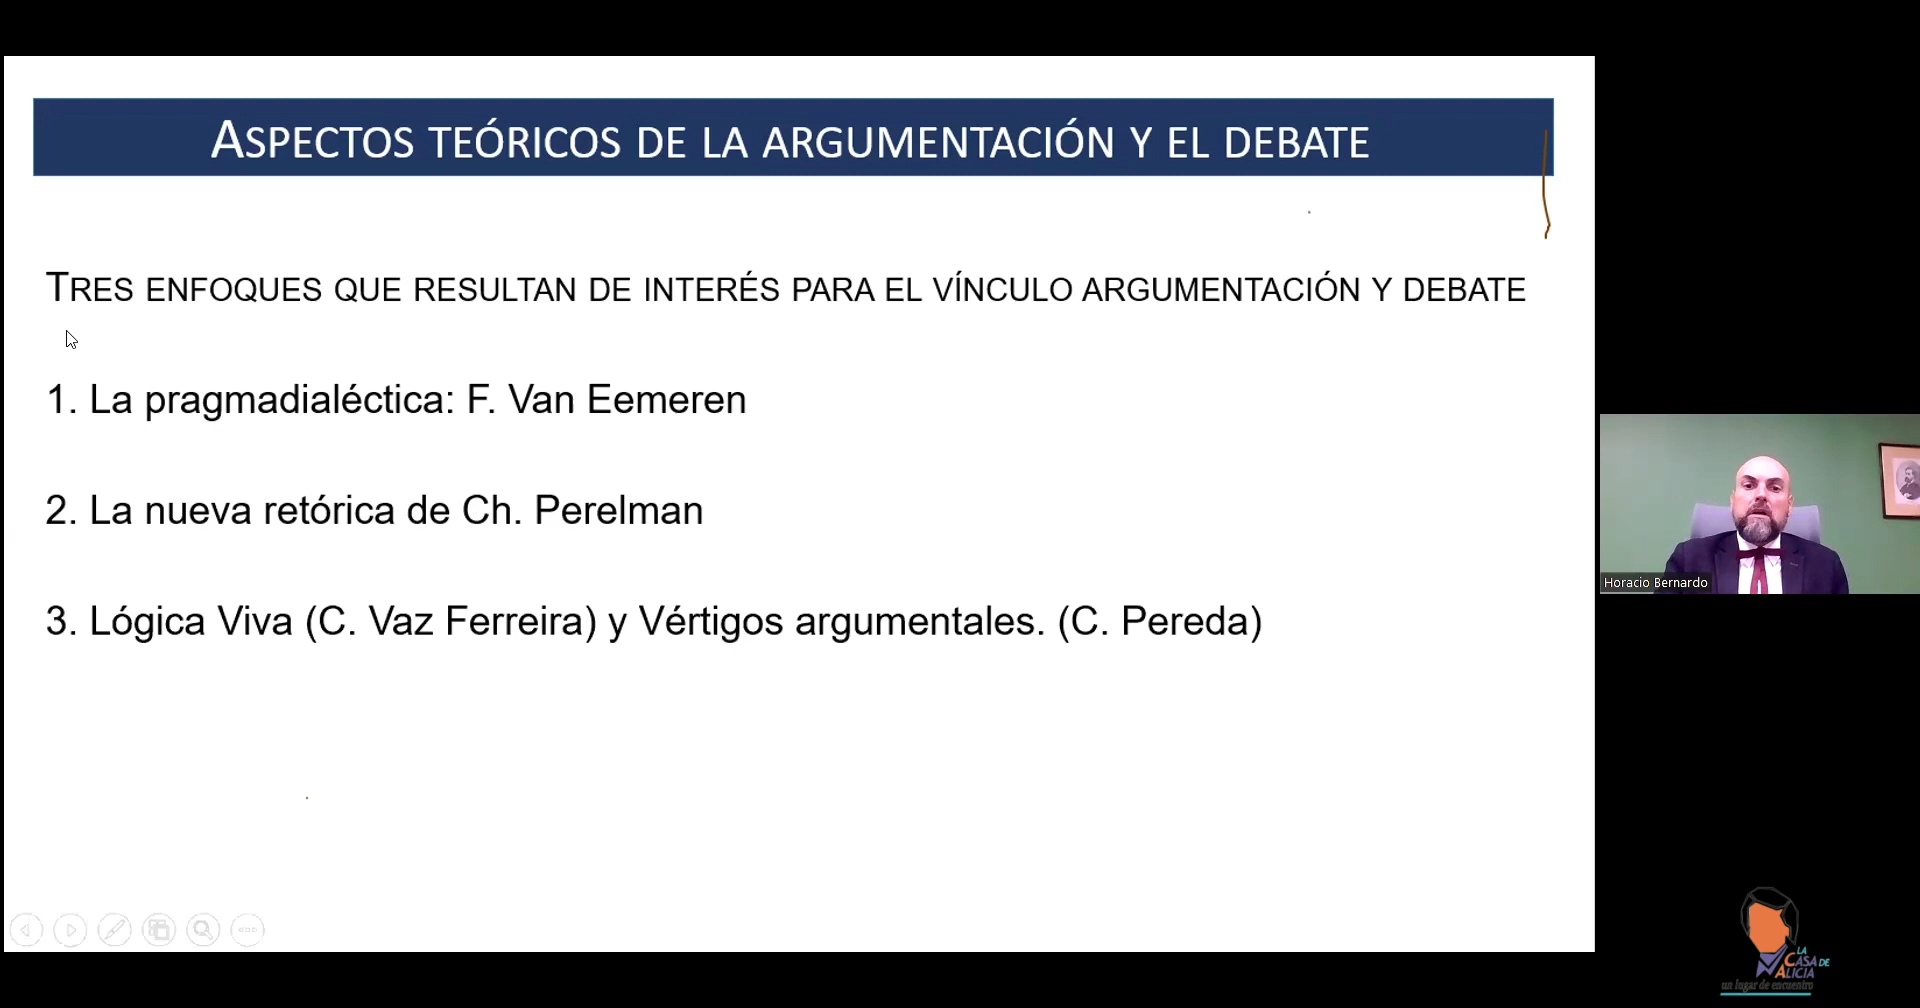 ASPECTOS TEÓRICOS DE LA ARGUMENTACIÓN Y EL DEBATE
TRES ENFOQUES QUE RESULTAN DE INTERÉS PARA EL VÍNCULO ARGUMENTACIÓN Y DEBATE
1. La pragmadialéctica: F. Van Eemeren
2. La nueva retórica de Ch. Perelman
3. Lógica Viva (C. Vaz Ferreira) y Vértigos argumentales. (C. Pereda)
Horacio Bernardo
LA
CASA DE
ALICIA
un lugar de encuentro